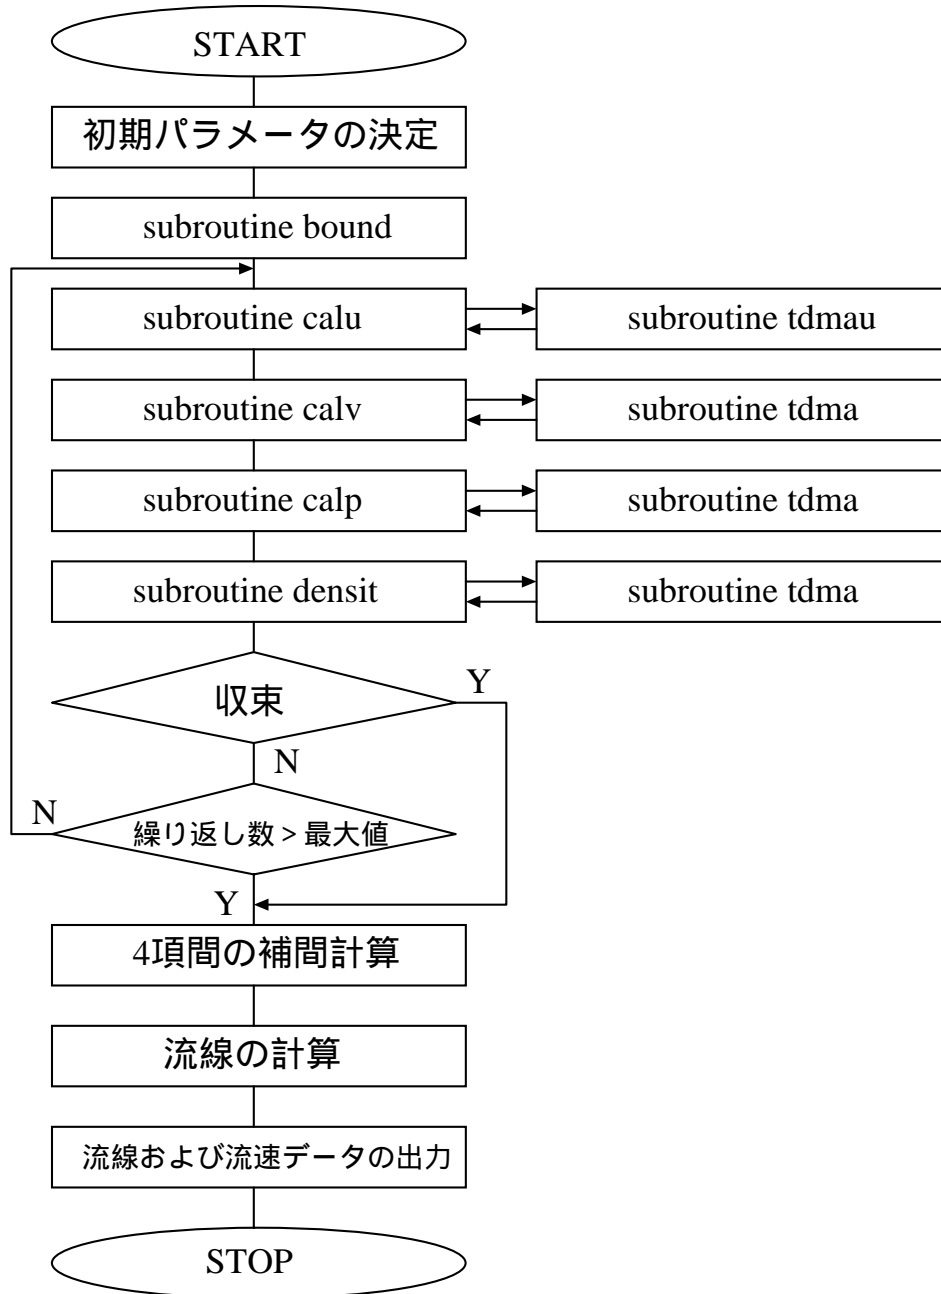 START
初期パラメータの決定
subroutine bound
subroutine calu
subroutine tdmau
subroutine calv
subroutine tdma
subroutine calp
subroutine tdma
subroutine densit
subroutine tdma
収束
Y
N
N
繰り返し数 > 最大値
Y
4項間の補間計算
流線の計算
流線および流速データの出力
STOP